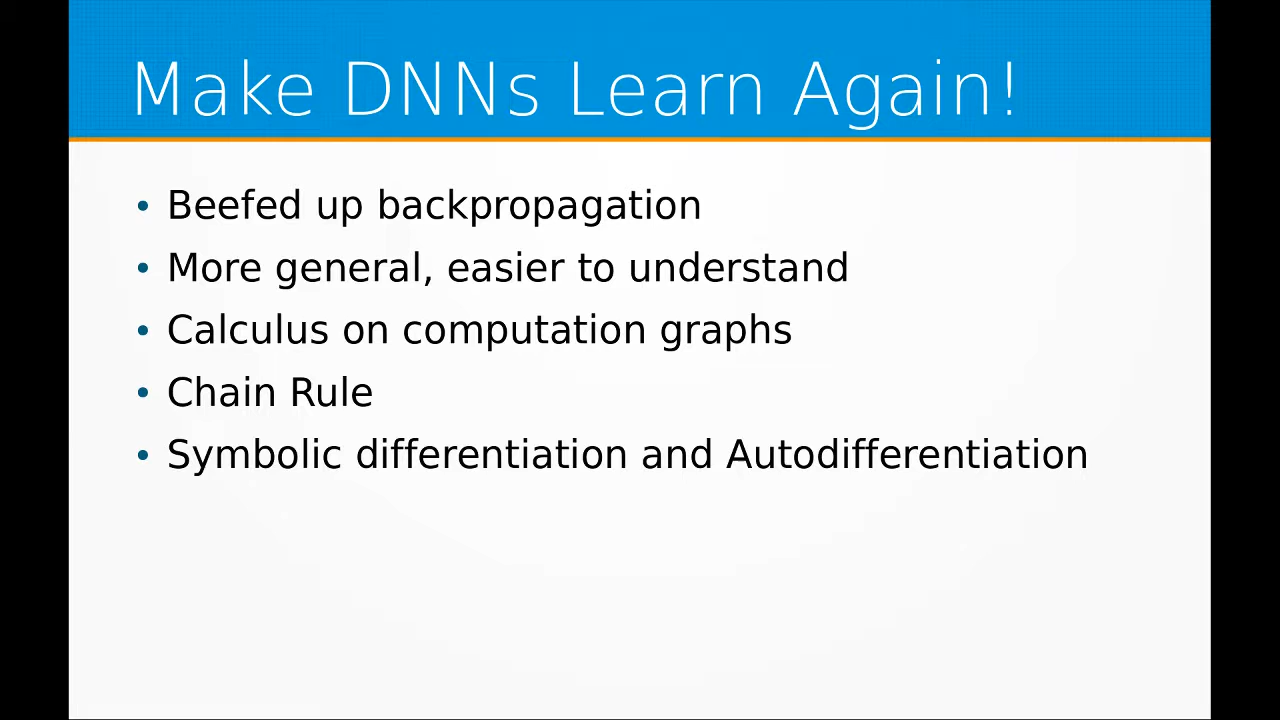 Make DNNs Learn Again!
• Beefed up backpropagation
• More general, easier to understand
• Calculus on computation graphs
• Chain Rule
• Symbolic differentiation and Autodifferentiation